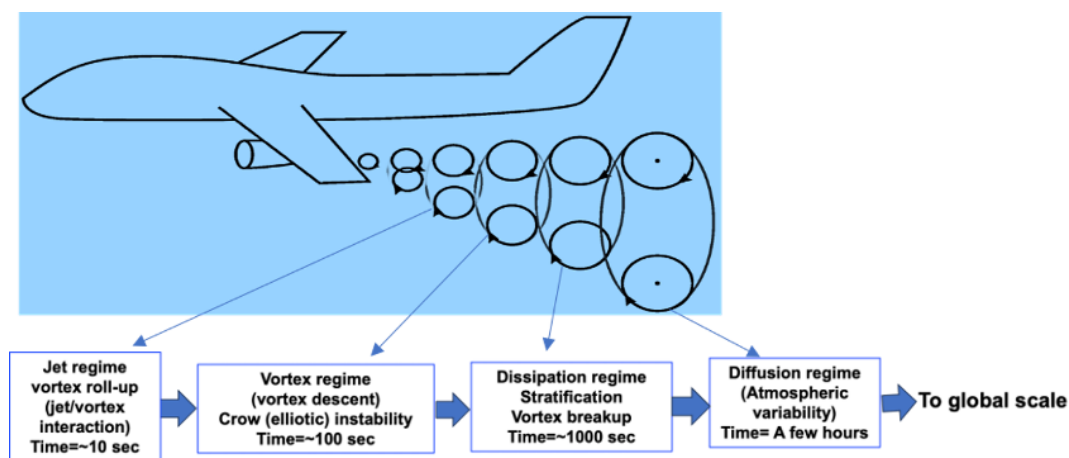 Jet regime
vortex roll-up
(jet/vortex
interaction)
Time=~10 sec
Vortex regime
(vortex descent)
Crow (elliotic) instability
Time=~100 sec
Dissipation regime
Stratification
Vortex breakup
Time=~1000 sec
Diffusion regime
(Atmospheric
variability)
Time= A few hours
To global scale